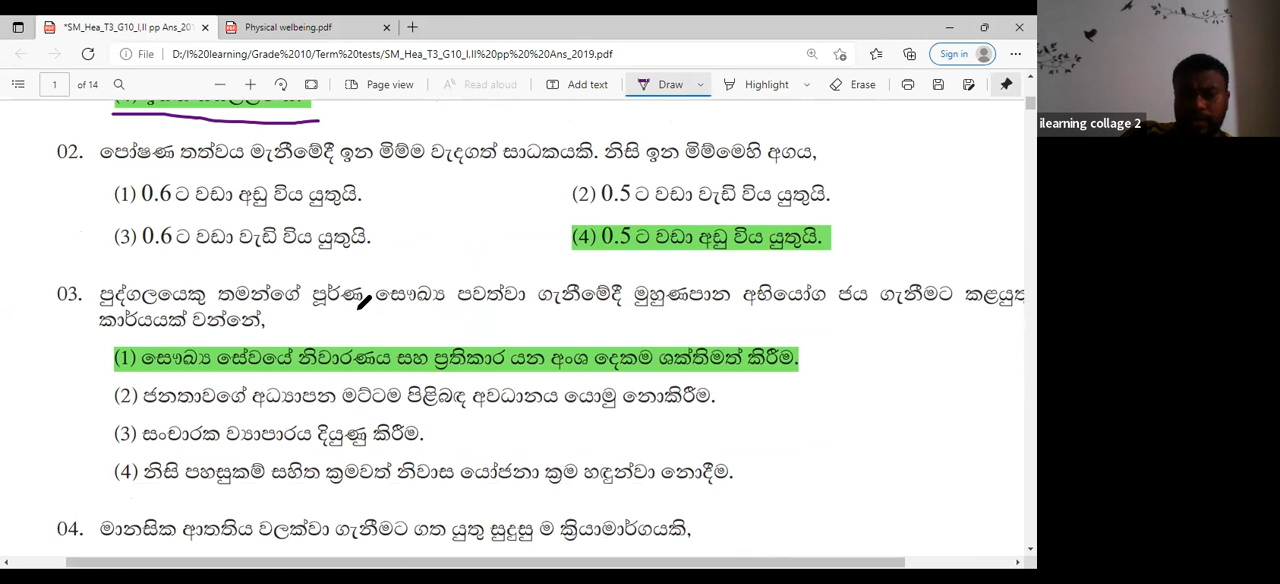 *SM_Hea_T3_G10_I,II pp Ans_201
Physical welbeing.pdf
File
D:/I%20learning/Grade%2010/Term%20tests/SM_Hea_T3_G10_I.II%20pp%20%20Ans_2019.pdf
Sign in
1 of 14
Page view
Read aloud
Add text
Draw
Highlight
Erase
ilearning collage 2
02. පෝෂණ තත්වය මැනීමේදී ඉන මිම්ම වැදගත් සාධකයකි. නිසි ඉන මිම්මෙහි අගය,
(1) 0.6 ට වඩා අඩු විය යුතුයි.
(2) 0.5 ට වඩා වැඩි විය යුතුයි.
(3) 0.6 ට වඩා වැඩි විය යුතුයි.
(4) 0.5 ට වඩා අඩු විය යුතුයි.
03. පුද්ගලයෙකු තමන්ගේ පූර්ණ සෞඛ්‍ය පවත්වා ගැනීමේදී මුහුණපාන අභියෝග ජය ගැනීමට කළයුතු
කාර්යයක් වන්නේ,
(1) සෞඛ්‍ය සේවයේ නිවාරණය සහ ප්‍රතිකාර යන අංශ දෙකම ශක්තිමත් කිරීම.
(2) ජනතාවගේ අධ්‍යාපන මට්ටම පිළිබඳ අවධානය යොමු නොකිරීම.
(3) සංචාරක ව්‍යාපාරය දියුණු කිරීම.
(4) නිසි පහසුකම් සහිත ක්‍රමවත් නිවාස යෝජනා ක්‍රම හඳුන්වා නොදීම.
04. මානසික ආතතිය වලක්වා ගැනීමට ගත යුතු සුදුසු ම ක්‍රියාමාර්ගයකි,